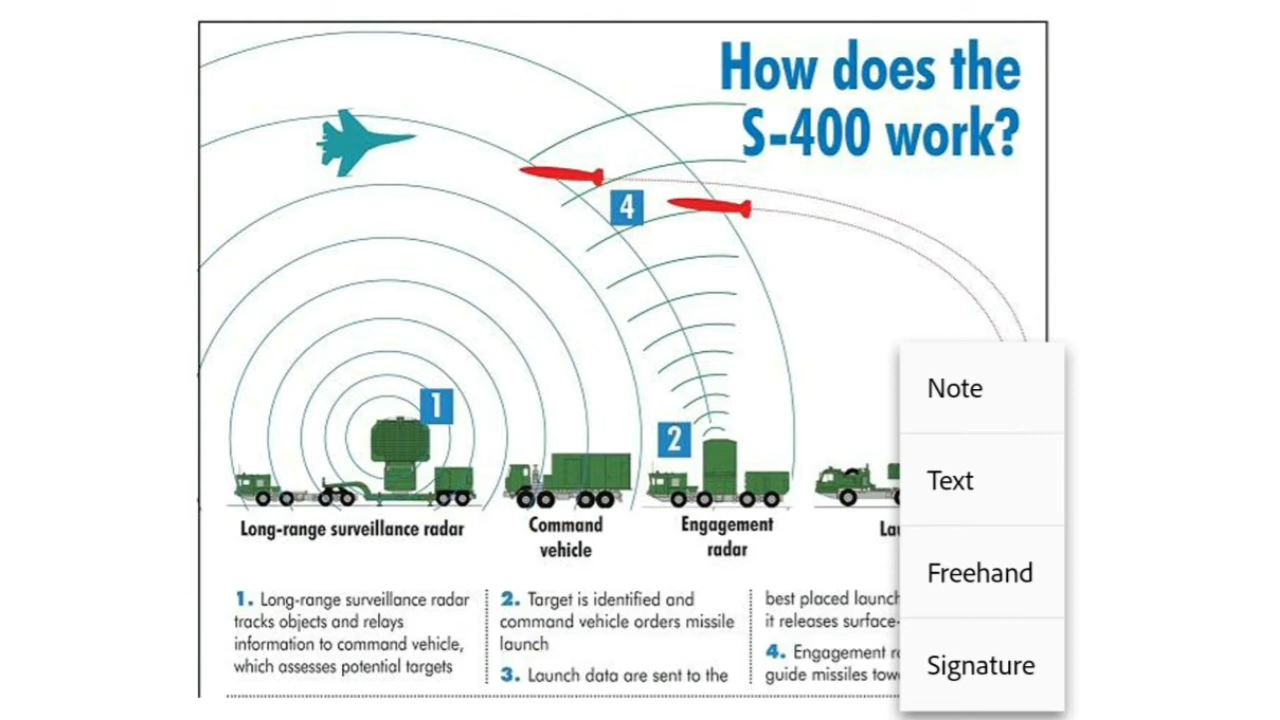 How does the
S-400 work?
4
1
2
Long-range surveillance radar
Command
vehicle
Engagement
radar
1. Long-range surveillance radar
tracks objects and relays
information to command vehicle,
which assesses potential targets
2. Target is identified and
command vehicle orders missile
launch
3. Launch data are sent to the
best placed launch
it releases surface-
4. Engagement
guide missiles
Note
Text
Freehand
Signature